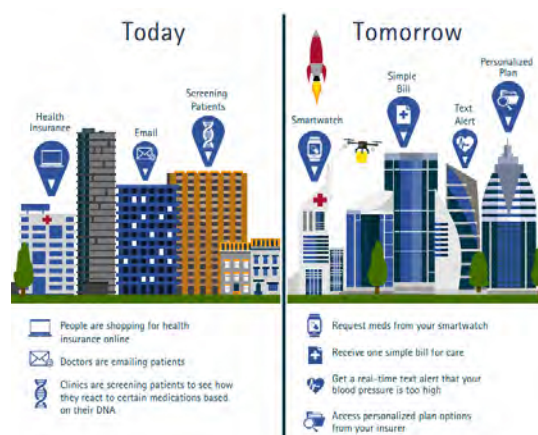 Today
Health
Insurance
Email
Screening
Patients
People are shopping for health
insurance online
Doctors are emailing patients
Clinics are screening patients to see how
they react to certain medications based
on their DNA
Tomorrow
Smartwatch
Simple
Bill
Text
Alert
Personalized
Plan
Request meds from your smartwatch
Receive one simple bill for care
Get a real-time text alert that your
blood pressure is too high
Access personalized plan options
from your insurer